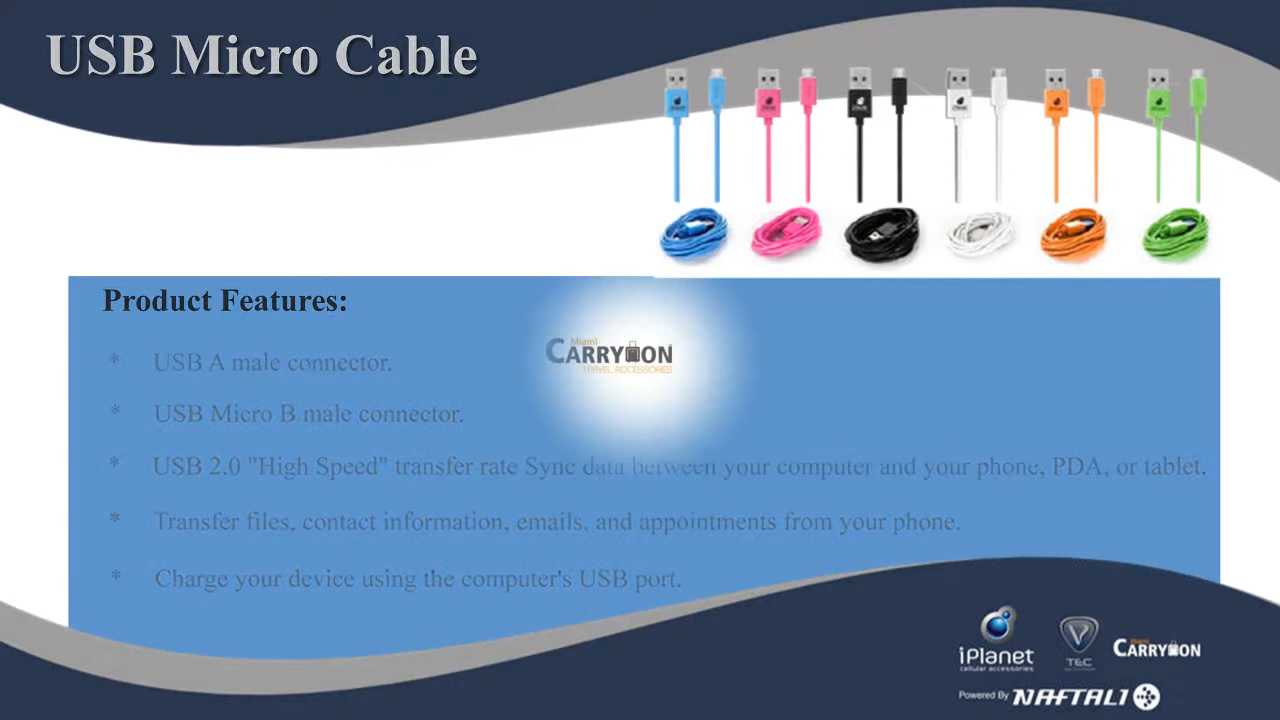 USB Micro Cable
Product Features:
Miami
CARRYON
TRAVEL ACCESSORIES
* USB A male connector.
* USB Micro B male connector.
* USB 2.0 "High Speed" transfer rate Sync data between your computer and your phone, PDA, or tablet.
* Transfer files, contact information, emails, and appointments from your phone.
* Charge your device using the computer's USB port.
iPlanet
cellular accessories
TEC
Miami
CARRYON
Powered By NAFTALI